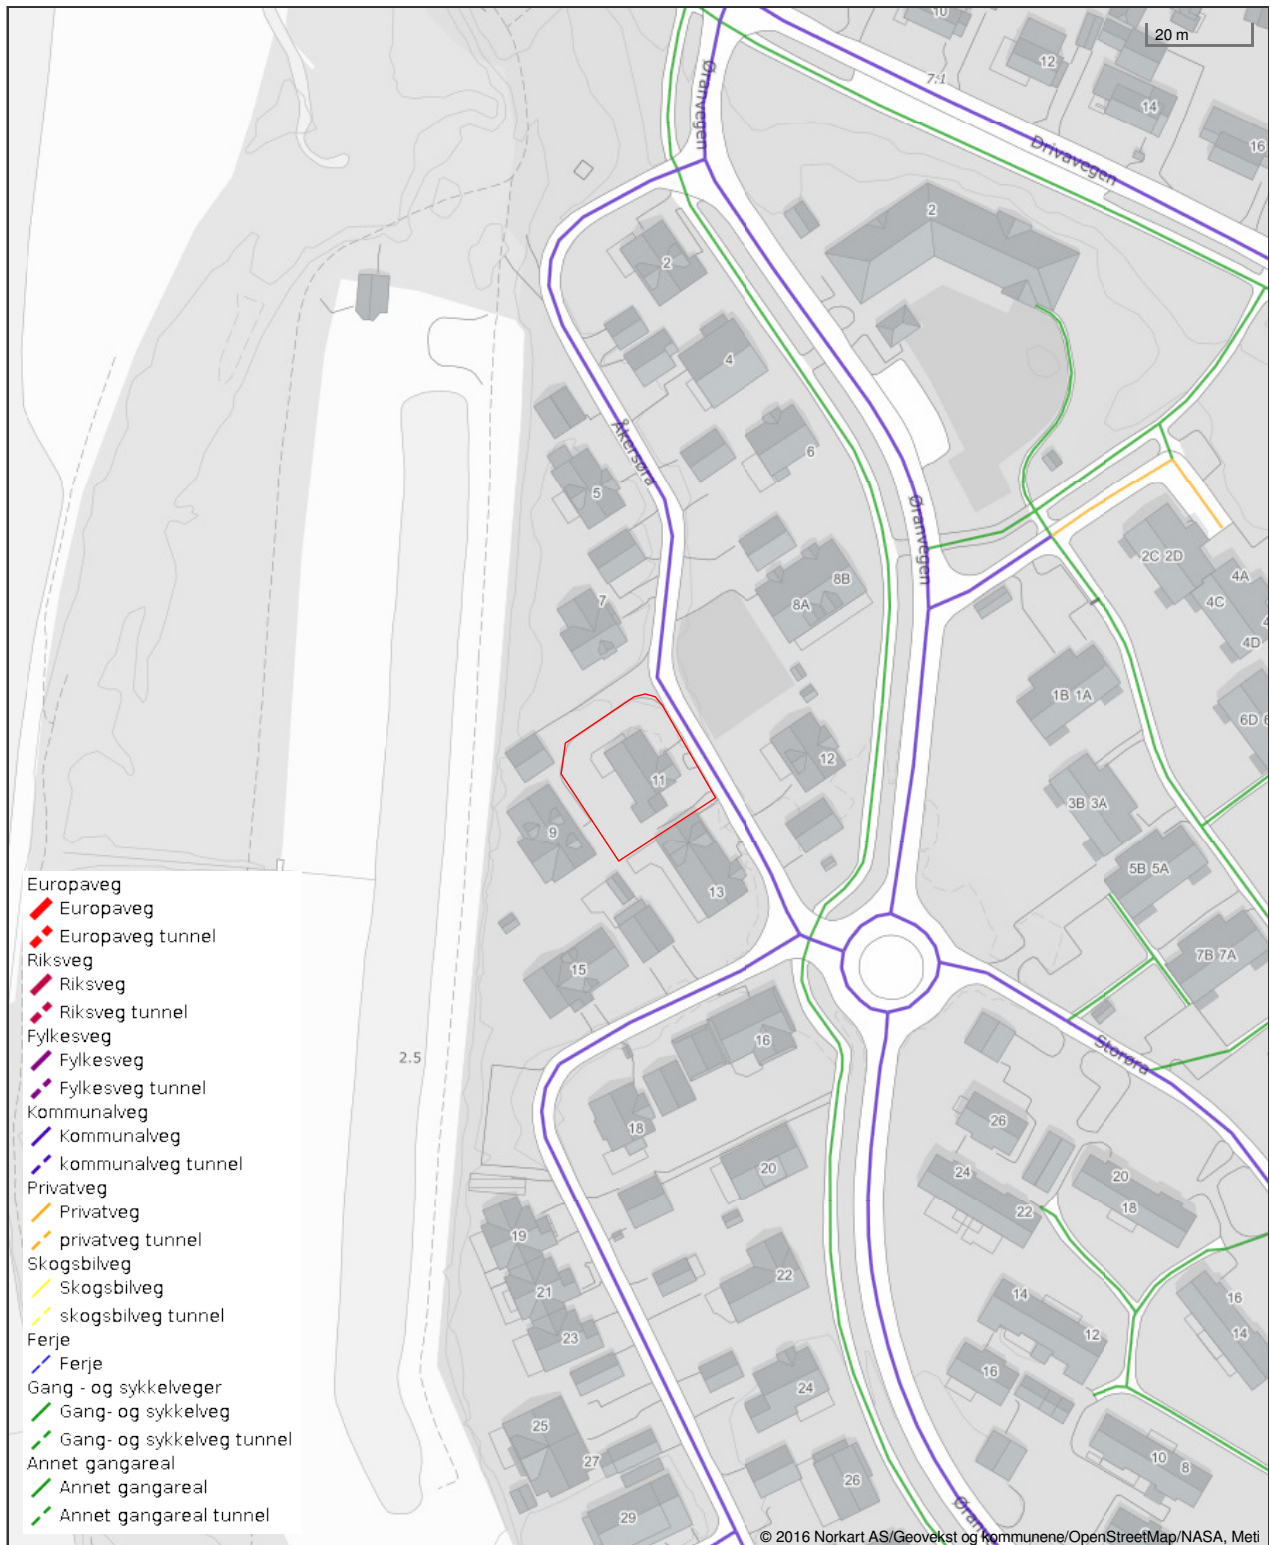 20 m
10
12
7:1
14
16
Øranvegen
Drivavegen
2
2
4
Åkersøra
6
5
Øranvegen
2C 2D
8B
4A
8A
4C
7
4D
1B 1A
6D
12
11
3B 3A
9
5B 5A
13
7B 7A
15
16
Storøra
2.5
18
26
20
24
20
22
18
19
22
21
14
16
23
12
14
24
16
25
10
8
27
26
29
Øran
Europaveg
Europaveg
Europaveg tunnel
Riksveg
Riksveg
Riksveg tunnel
Fylkesveg
Fylkesveg
Fylkesveg tunnel
Kommunalveg
Kommunalveg
kommunalveg tunnel
Privatveg
Privatveg
privatveg tunnel
Skogsbilveg
Skogsbilveg
skogsbilveg tunnel
Ferje
Ferje
Gang - og sykkelveger
Gang- og sykkelveg
Gang- og sykkelveg tunnel
Annet gangareal
Annet gangareal
Annet gangareal tunnel
© 2016 Norkart AS/Geovekst og kommunene/OpenStreetMap/NASA, Meti